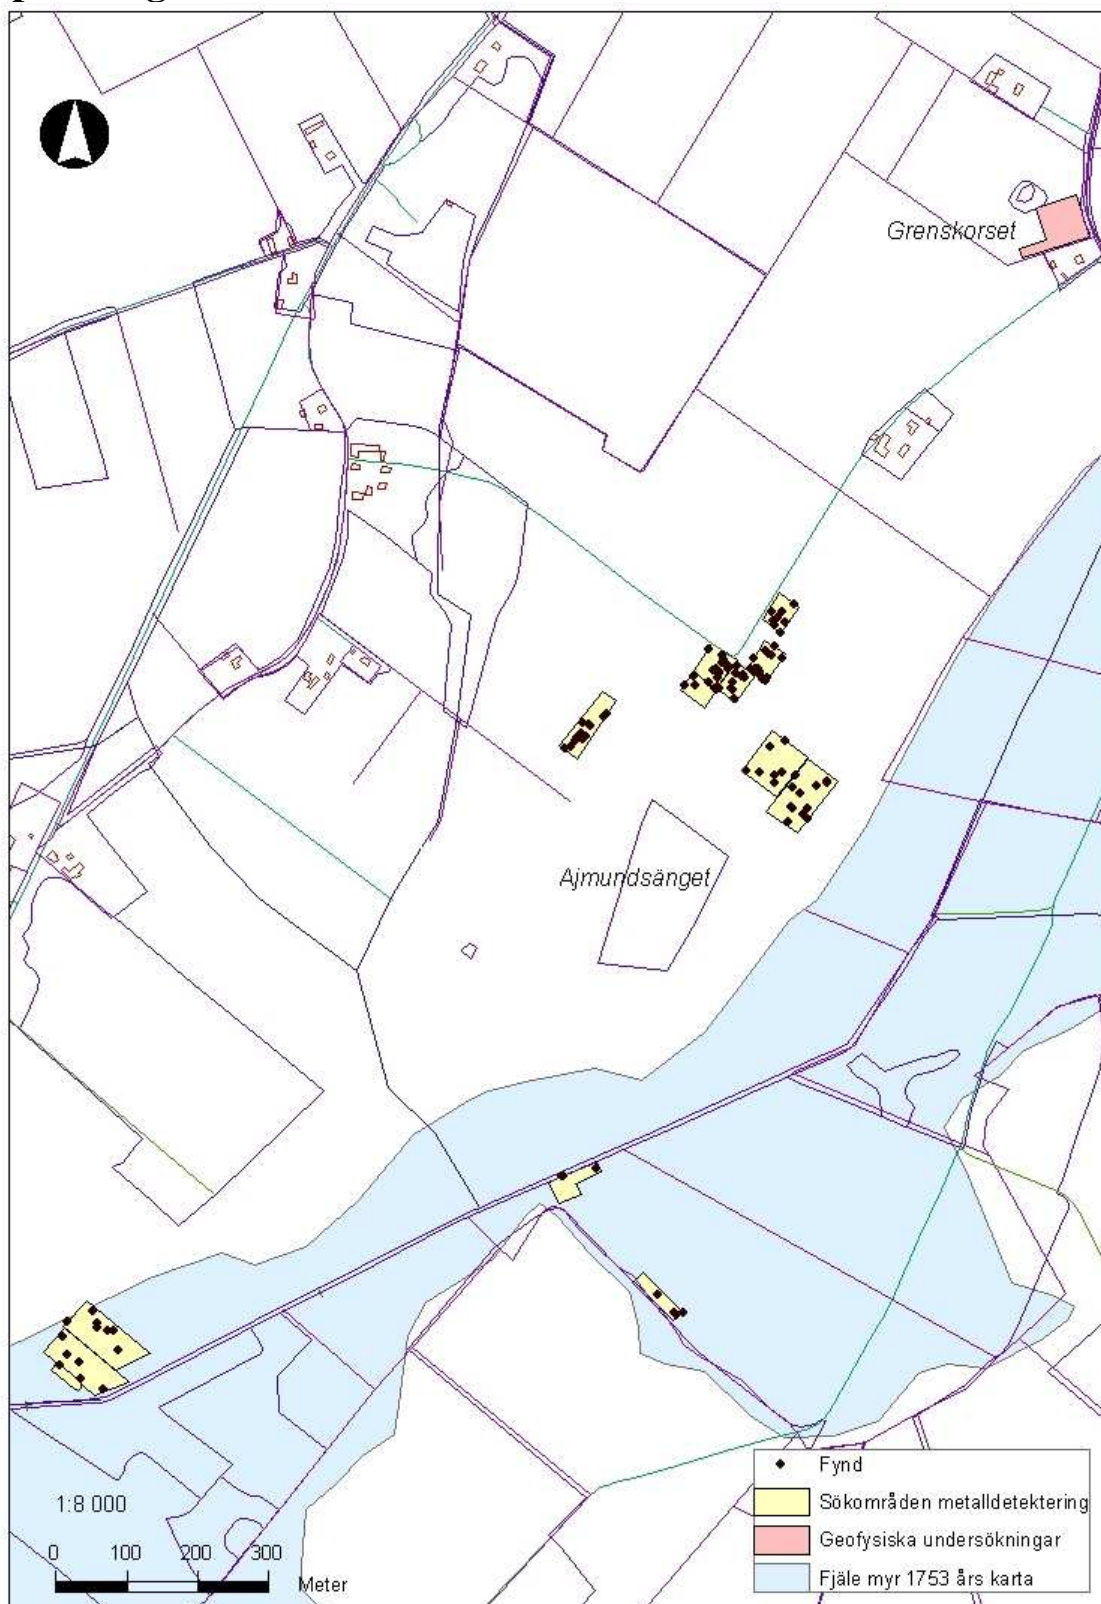 Grenskorset
Ajmundsänget
Fynd
Sökområden metalldetektering
Geofysiska undersökningar
Fjäle myr 1753 års karta
1:8 000
0 100 200 300
Meter